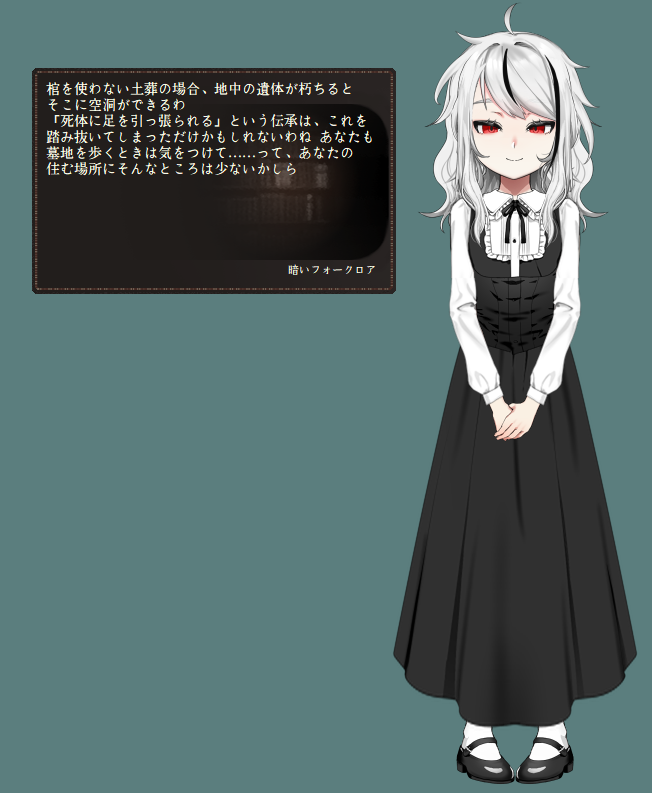 棺を使わない土葬の場合、地中の遺体が朽ちると
そこに空洞ができるわ
「死体に足を引っ張られる」という伝承は、これを
踏み抜いてしまっただけかもしれないわね あなたも
墓地を歩くときは気をつけて……って、あなたの
住む場所にそんなところは少ないかしら
暗いフォークロア